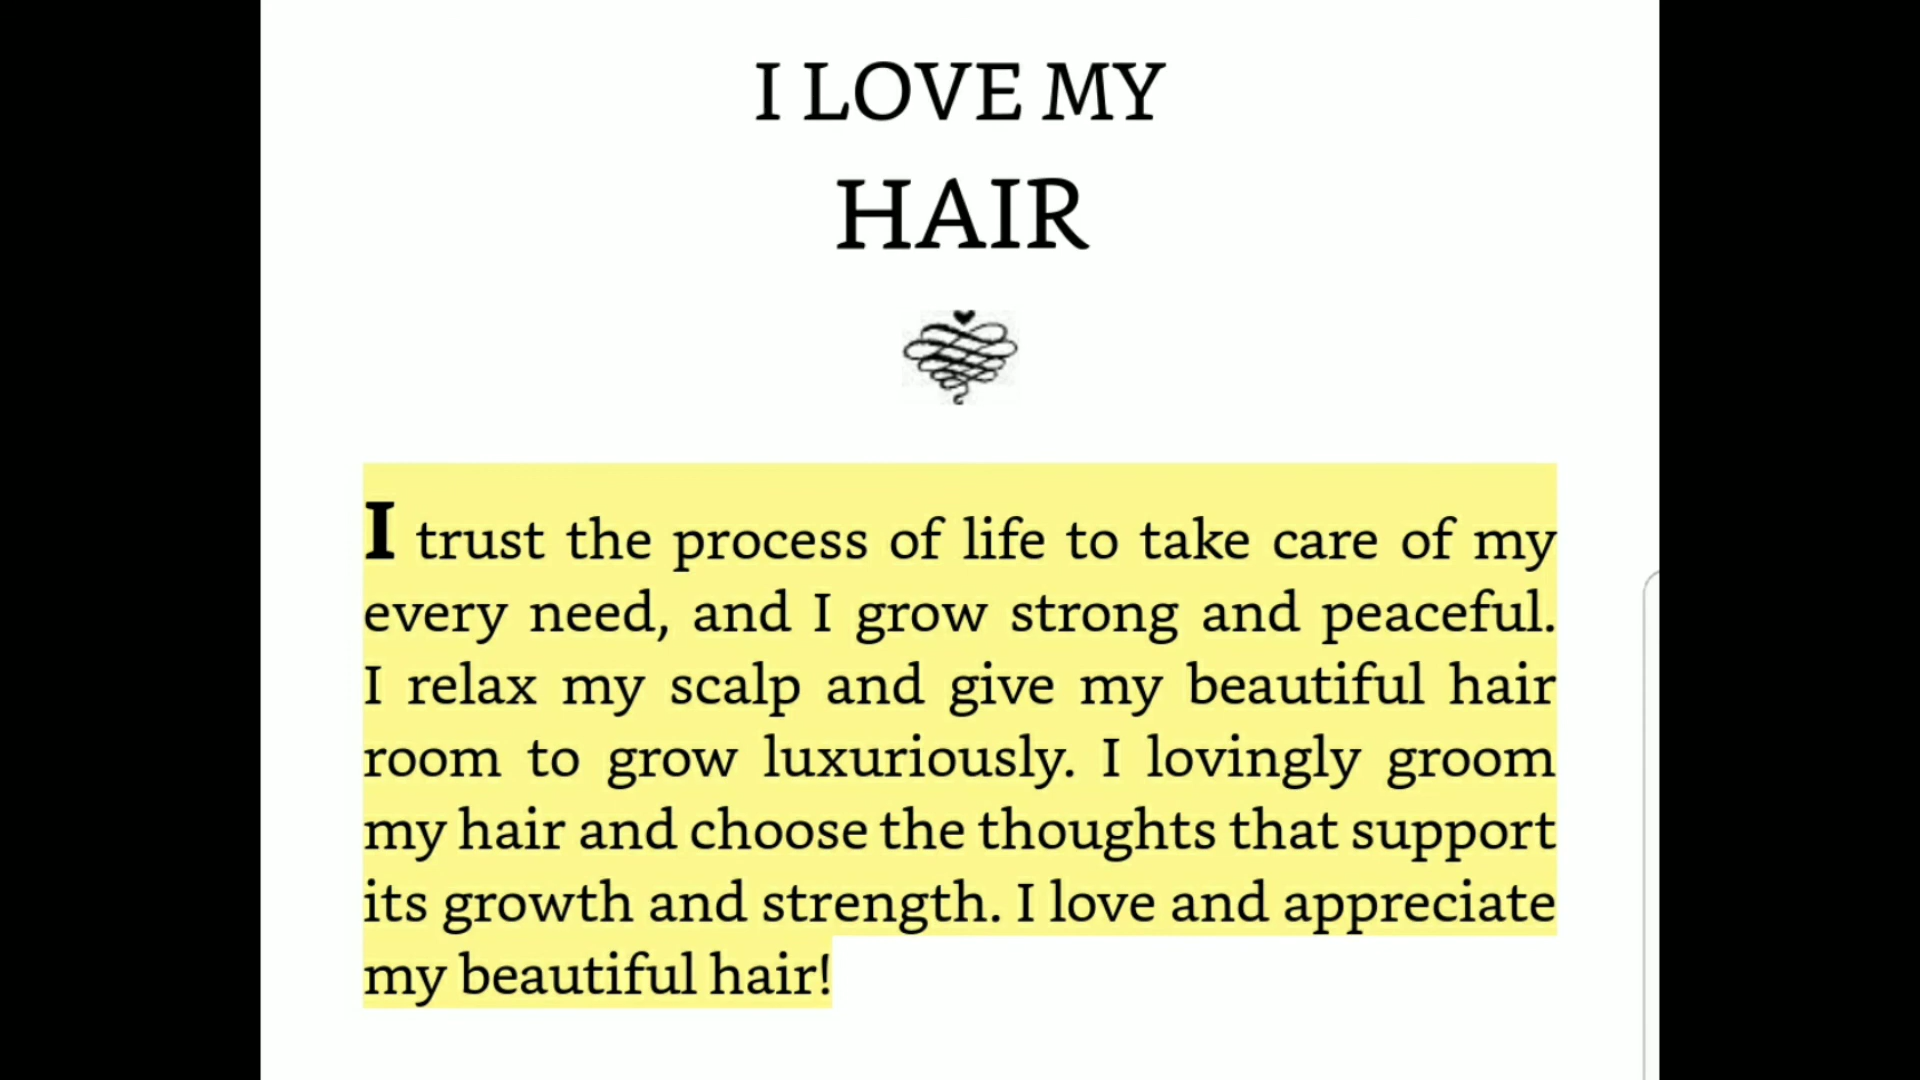 I LOVE MY
HAIR
I trust the process of life to take care of my
every need, and I grow strong and peaceful.
I relax my scalp and give my beautiful hair
room to grow luxuriously. I lovingly groom
my hair and choose the thoughts that support
its growth and strength. I love and appreciate
my beautiful hair!